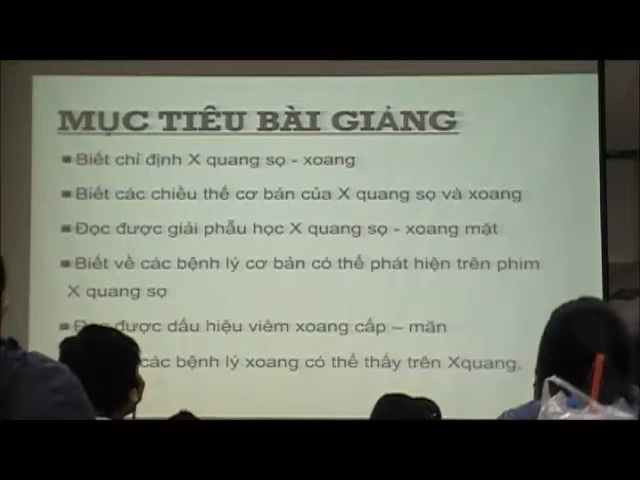 MỤC TIÊU BÀI GIẢNG
Biết chỉ định X quang sọ - xoang
Biết các chiều thế cơ bản của X quang sọ và xoang
Đọc được giải phẫu học X quang sọ - xoang mặt
Biết về các bệnh lý cơ bản có thể phát hiện trên phim
X quang sọ
được dấu hiệu viêm xoang cấp – mãn
các bệnh lý xoang có thể thấy trên Xquang.